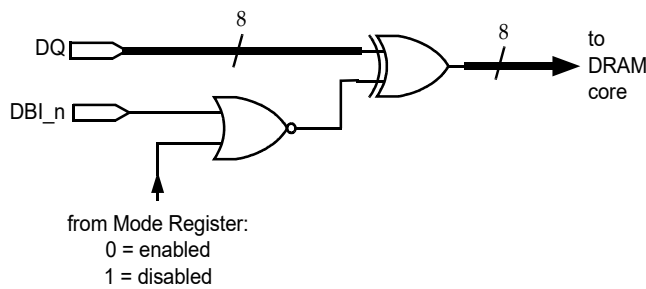 8
8
DQ
to
DRAM
core
DBI_n
from Mode Register:
0 = enabled
1 = disabled